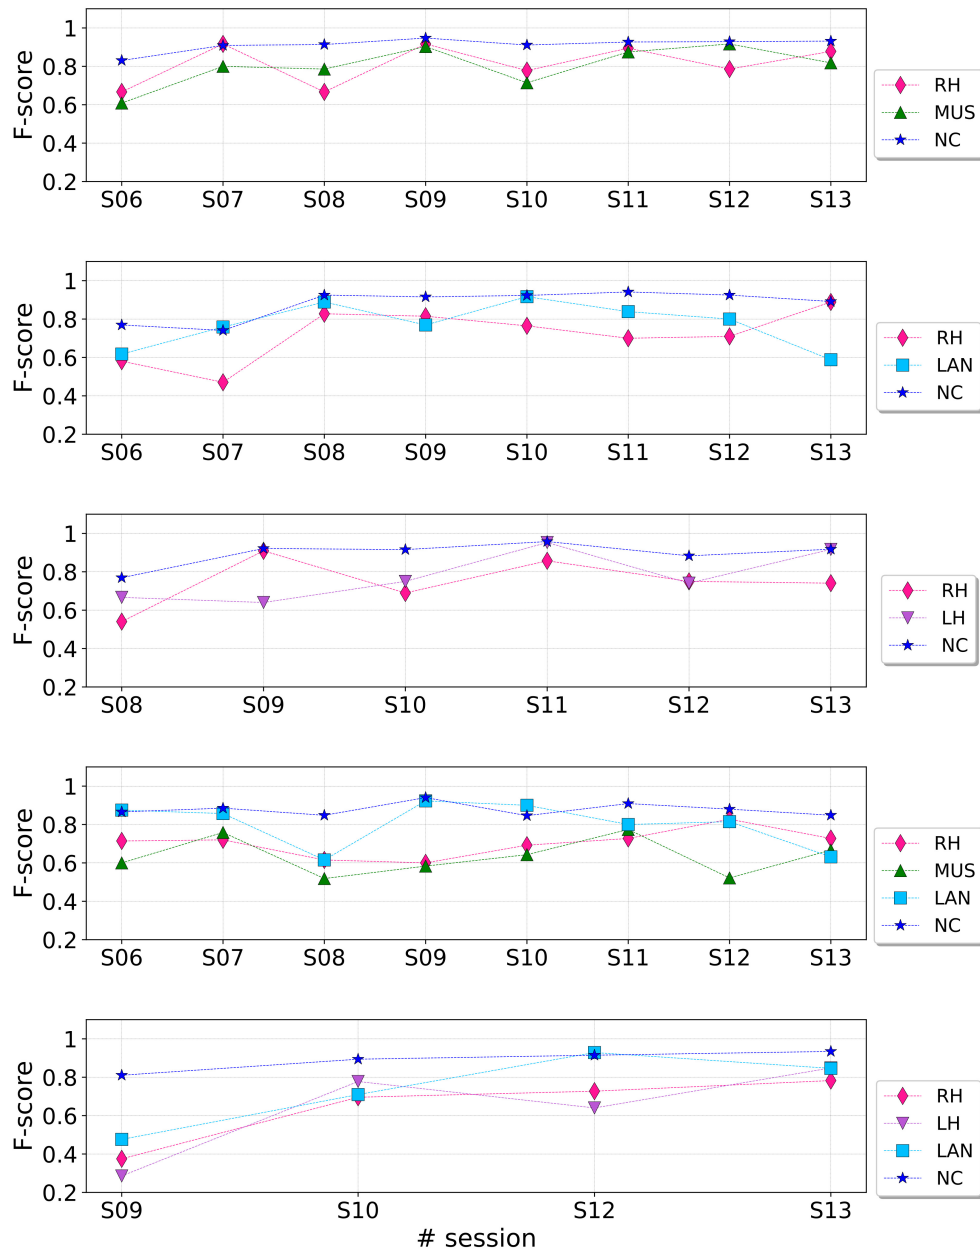 F-score
1
0.8
0.6
0.4
0.2
S06 S07 S08 S09 S10 S11 S12 S13
RH
MUS
NC
F-score
1
0.8
0.6
0.4
0.2
S06 S07 S08 S09 S10 S11 S12 S13
RH
LAN
NC
F-score
1
0.8
0.6
0.4
0.2
S08 S09 S10 S11 S12 S13
RH
LH
NC
F-score
1
0.8
0.6
0.4
0.2
S06 S07 S08 S09 S10 S11 S12 S13
RH
MUS
LAN
NC
F-score
1
0.8
0.6
0.4
0.2
S09 S10 S12 S13
RH
LH
LAN
NC
# session